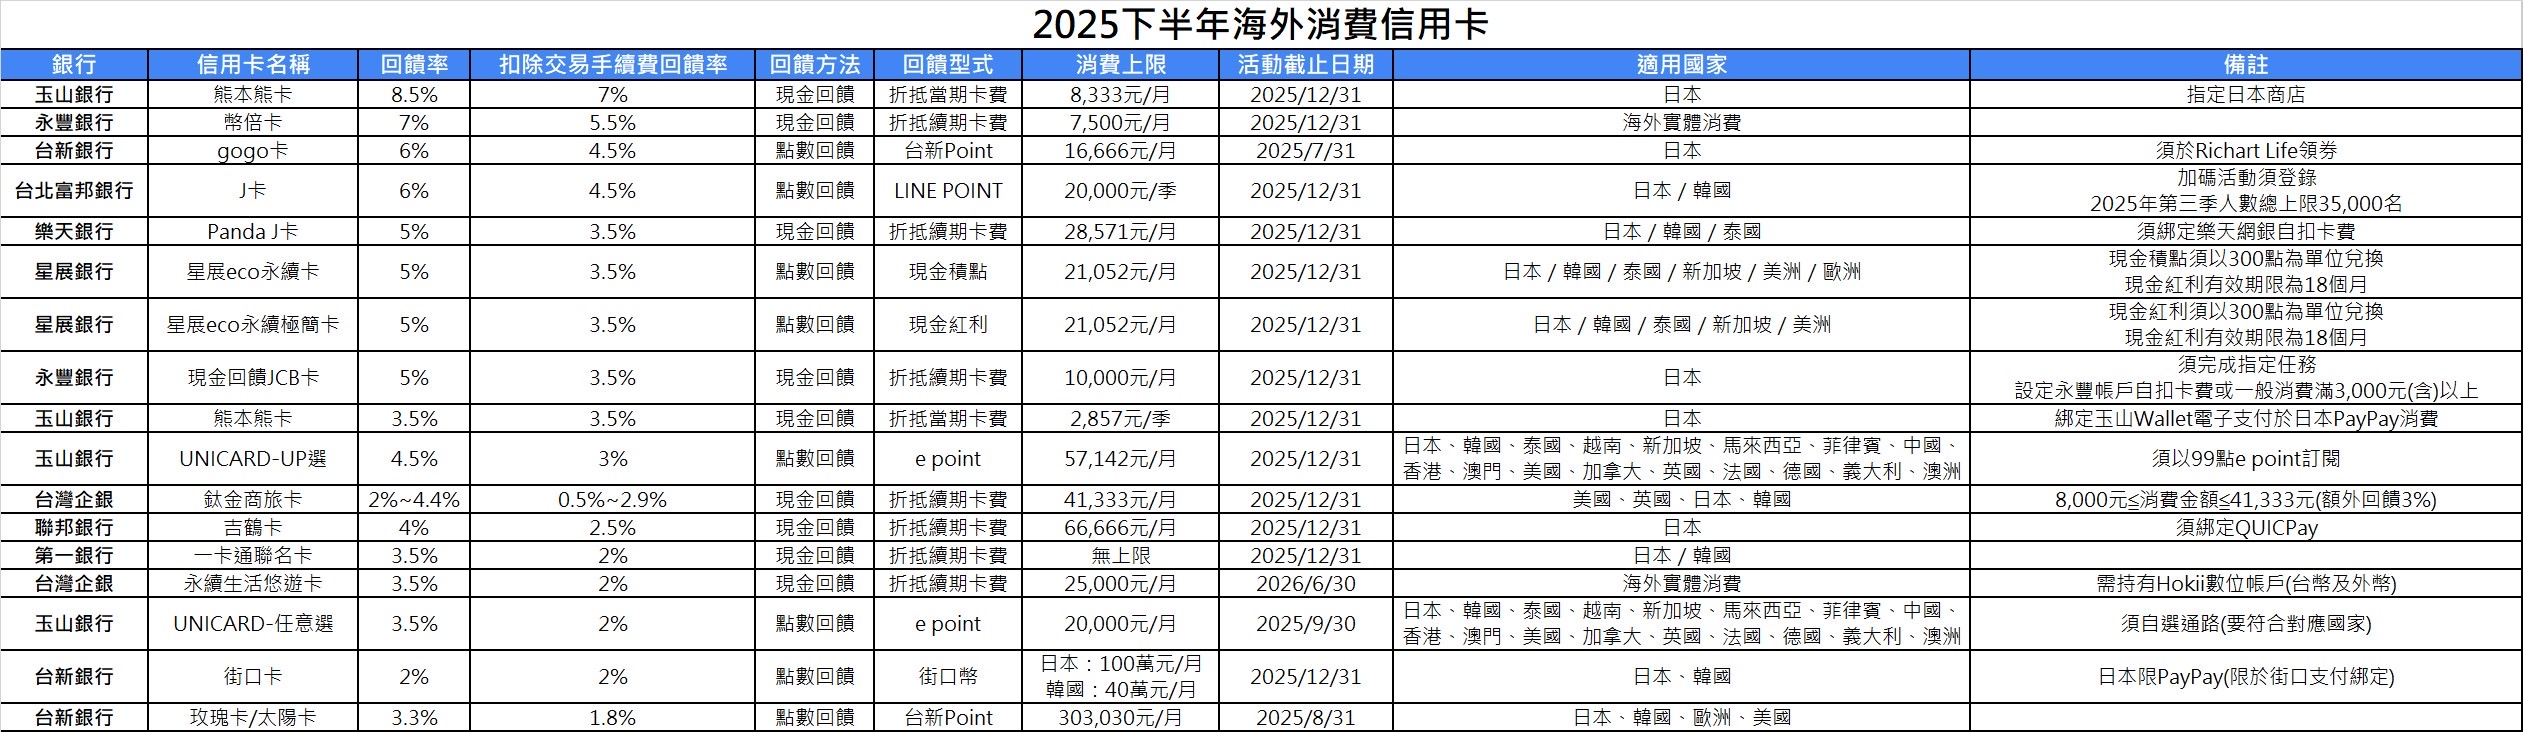 2025下半年海外消費信用卡
銀行 信用卡名稱 回饋率 扣除交易手續費回饋率 回饋方法 回饋型式 消費上限 活動截止日期 適用國家 備註
玉山銀行 熊本熊卡 8.5% 7% 現金回饋 折抵當期卡費 8,333元/月 2025/12/31 日本 指定日本商店
永豐銀行 幣倍卡 7% 5.5% 現金回饋 折抵續期卡費 7,500元/月 2025/12/31 海外實體消費
台新銀行 gogo卡 6% 4.5% 點數回饋 台新Point 16,666元/月 2025/7/31 日本 須於Richart Life領券
台北富邦銀行 J卡 6% 4.5% 點數回饋 LINE POINT 20,000元/季 2025/12/31 日本 / 韓國 加碼活動須登錄
2025年第三季人數總上限35,000名
樂天銀行 Panda J卡 5% 3.5% 現金回饋 折抵續期卡費 28,571元/月 2025/12/31 日本 / 韓國 / 泰國 須綁定樂天網銀自扣卡費
星展銀行 星展eco永續卡 5% 3.5% 點數回饋 現金積點 21,052元/月 2025/12/31 日本 / 韓國 / 泰國 / 新加坡 / 美洲 / 歐洲 現金積點須以300點為單位兌換
現金紅利有效期限為18個月
星展銀行 星展eco永續極簡卡 5% 3.5% 點數回饋 現金紅利 21,052元/月 2025/12/31 日本 / 韓國 / 泰國 / 新加坡 / 美洲 現金紅利須以300點為單位兌換
現金紅利有效期限為18個月
永豐銀行 現金回饋JCB卡 5% 3.5% 現金回饋 折抵續期卡費 10,000元/月 2025/12/31 日本 須完成指定任務
設定永豐帳戶自扣卡費或一般消費滿3,000元(含)以上
玉山銀行 熊本熊卡 3.5% 3.5% 現金回饋 折抵當期卡費 2,857元/季 2025/12/31 日本 綁定玉山Wallet電子支付於日本PayPay消費
玉山銀行 UNICARD-UP選 4.5% 3% 點數回饋 e point 57,142元/月 2025/12/31 日本、韓國、泰國、越南、新加坡、馬來西亞、菲律賓、中國、 須以99點e point訂閱
香港、澳門、美國、加拿大、英國、法國、德國、義大利、澳洲
台灣企銀 鈦金商旅卡 2%~4.4% 0.5%~2.9% 現金回饋 折抵續期卡費 41,333元/月 2025/12/31 美國、英國、日本、韓國 8,000元≦消費金額≦41,333元(額外回饋3%)
聯邦銀行 吉鶴卡 4% 2.5% 現金回饋 折抵續期卡費 66,666元/月 2025/12/31 日本 須綁定QUICPay
第一銀行 一卡通聯名卡 3.5% 2% 現金回饋 折抵續期卡費 無上限 2025/12/31 日本 / 韓國
台灣企銀 永續生活悠遊卡 3.5% 2% 現金回饋 折抵續期卡費 25,000元/月 2026/6/30 海外實體消費 需持有Hokii數位帳戶(台幣及外幣)
玉山銀行 UNICARD-任意選 3.5% 2% 點數回饋 e point 20,000元/月 2025/9/30 日本、韓國、泰國、越南、新加坡、馬來西亞、菲律賓、中國、 須自選通路(要符合對應國家)
香港、澳門、美國、加拿大、英國、法國、德國、義大利、澳洲
台新銀行 街口卡 2% 2% 點數回饋 街口幣 日本：100萬元/月 2025/12/31 日本、韓國 日本限PayPay(限於街口支付綁定)
韓國：40萬元/月
台新銀行 玫瑰卡/太陽卡 3.3% 1.8% 點數回饋 台新Point 303,030元/月 2025/8/31 日本、韓國、歐洲、美國